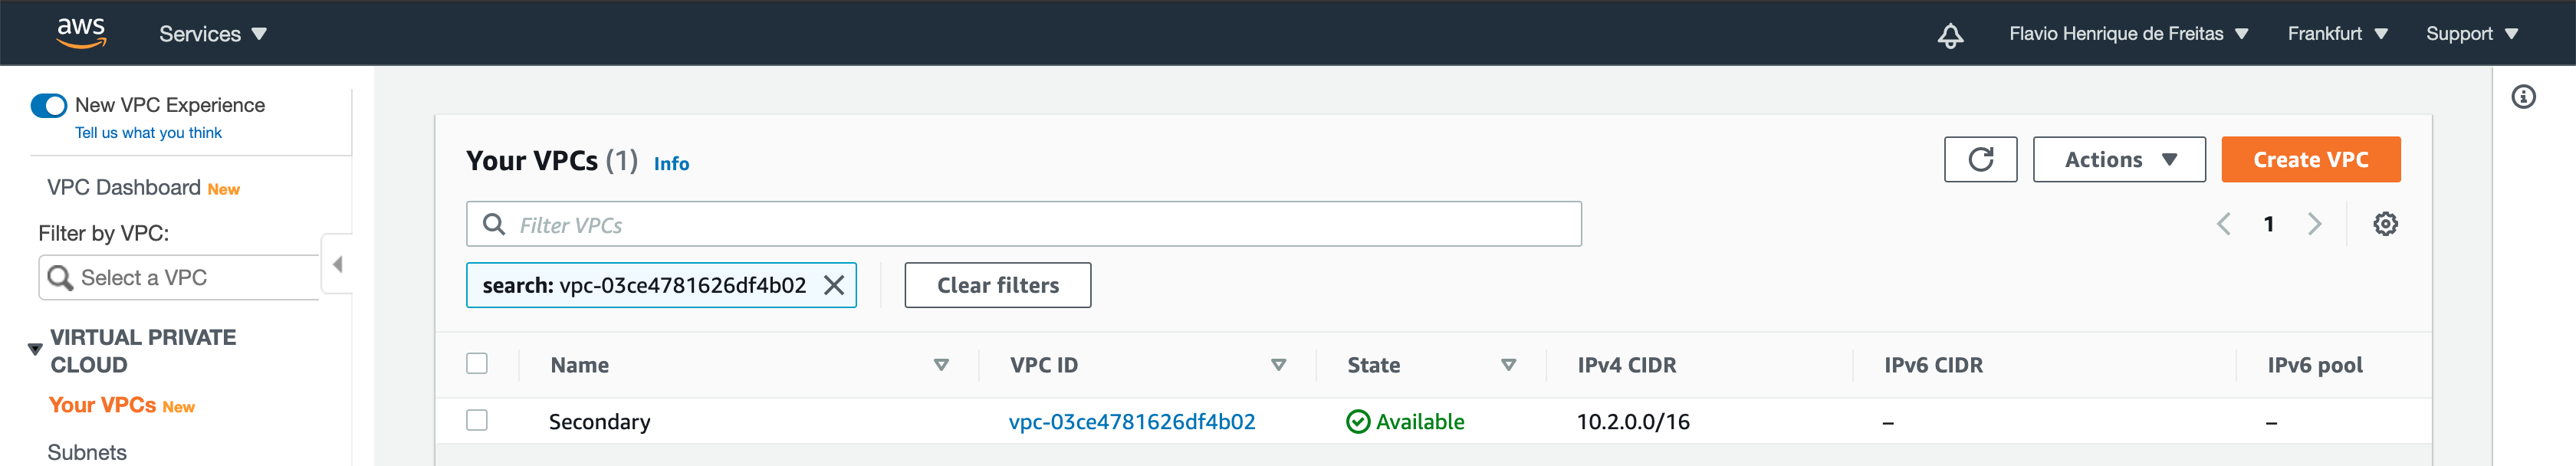 aws Services Flavio Henrique de Freitas Frankfurt Support
New VPC Experience
Tell us what you think
VPC Dashboard New
Filter by VPC:
Select a VPC
VIRTUAL PRIVATE
CLOUD
Your VPCs New
Subnets
Your VPCs (1) Info Actions Create VPC
Filter VPCs 1
search: vpc-03ce4781626df4b02 Clear filters
Name VPC ID State IPv4 CIDR IPv6 CIDR IPv6 pool
Secondary vpc-03ce4781626df4b02 Available 10.2.0.0/16 – –